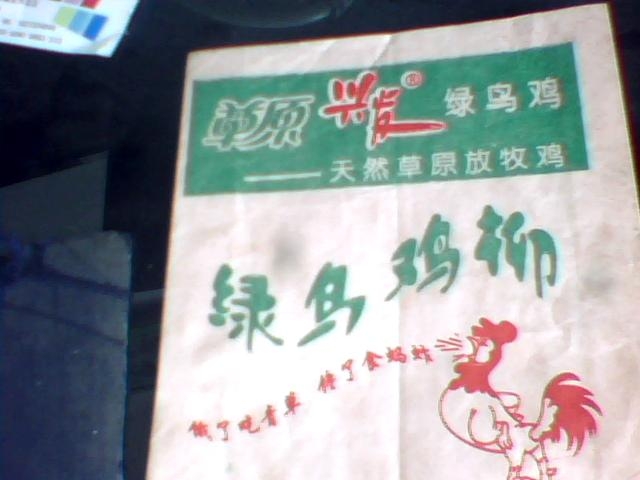 草原兴发® 绿鸟鸡
——天然草原放牧鸡
绿鸟鸡柳
饿了吃青草 馋了食蚂蚱